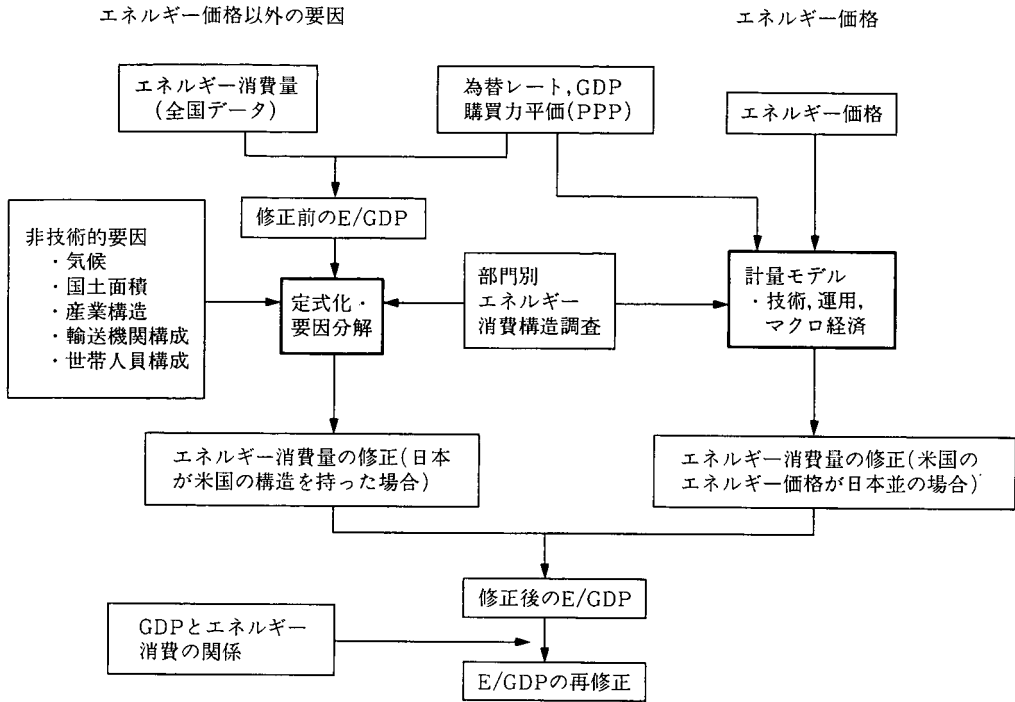 エネルギー価格以外の要因
エネルギー価格
エネルギー消費量
(全国データ)
為替レート,GDP
購買力平価(PPP)
エネルギー価格
修正前のE/GDP
非技術的要因
・気候
・国土面積
・産業構造
・輸送機関構成
・世帯人員構成
定式化・
要因分解
部門別
エネルギー
消費構造調査
計量モデル
・技術,運用,
マクロ経済
エネルギー消費量の修正(日本
が米国の構造を持った場合)
エネルギー消費量の修正(米国の
エネルギー価格が日本並の場合)
修正後のE/GDP
GDPとエネルギー
消費の関係
E/GDPの再修正